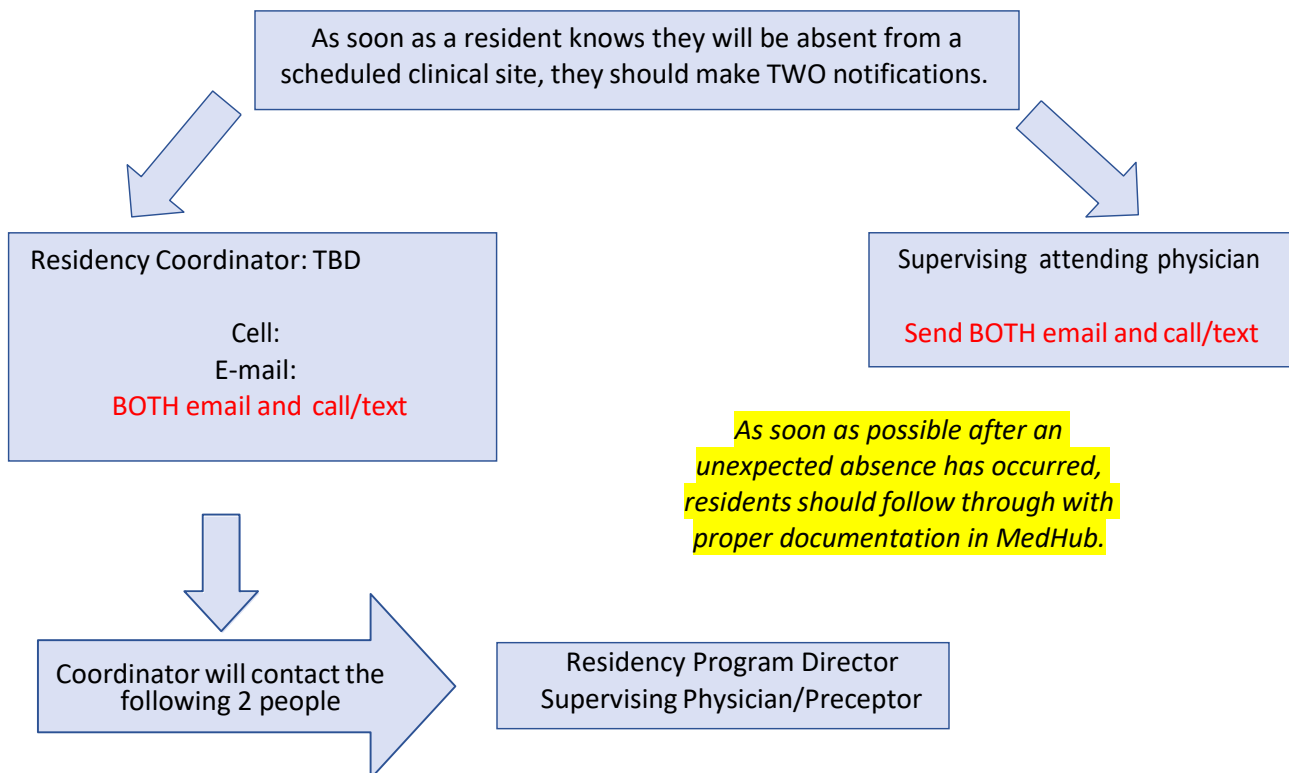 As soon as a resident knows they will be absent from a
scheduled clinical site, they should make TWO notifications.
Residency Coordinator: TBD
Cell:
E-mail:
BOTH email and call/text
Supervising attending physician
Send BOTH email and call/text
As soon as possible after an
unexpected absence has occurred,
residents should follow through with
proper documentation in MedHub.
Coordinator will contact the
following 2 people
Residency Program Director
Supervising Physician/Preceptor